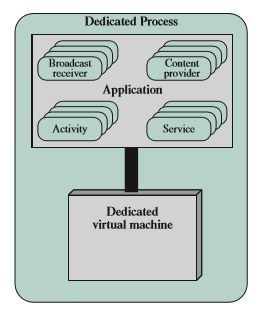 Dedicated Process
Broadcast
receiver
Content
provider
Application
Activity
Service
Dedicated
virtual machine